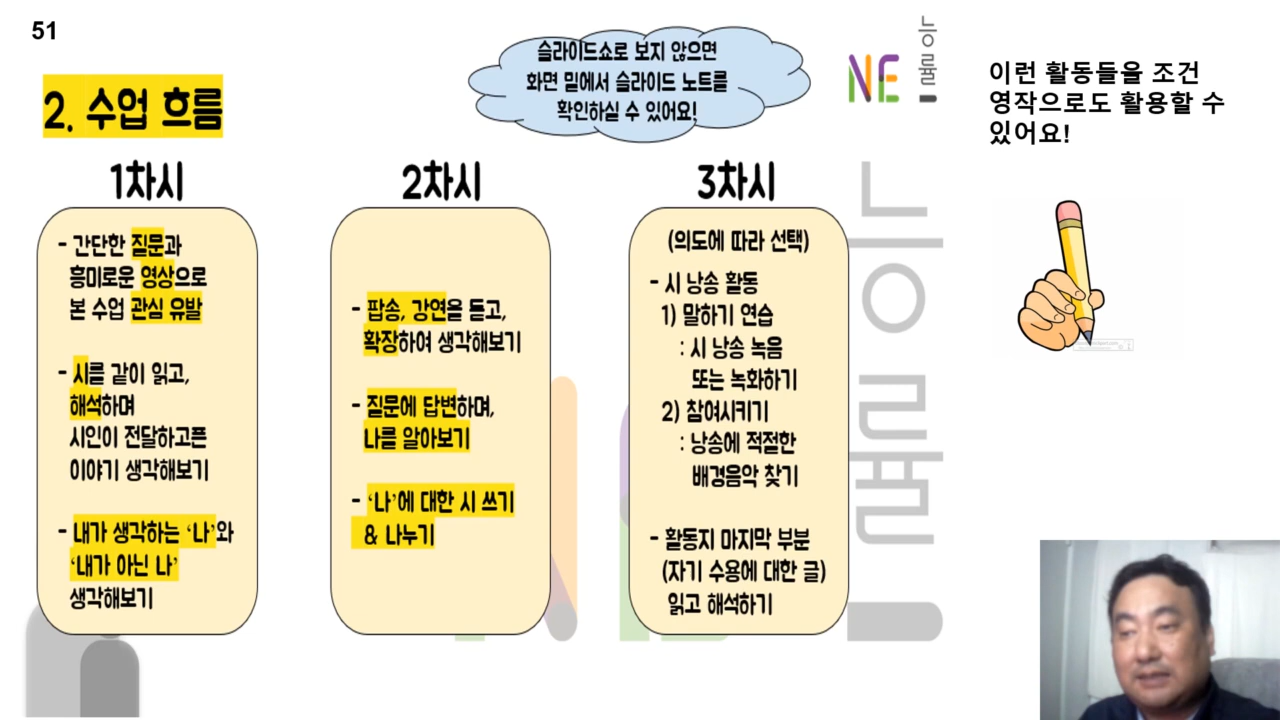 51
2. 수업 흐름
슬라이드쇼로 보지 않으면
화면 밑에서 슬라이드 노트를
확인하실 수 있어요!
NE
능률
이런 활동들을 조건
영작으로도 활용할 수
있어요!
1차시
- 간단한 질문과
흥미로운 영상으로
본 수업 관심 유발
- 시를 같이 읽고,
해석하며
시인이 전달하고픈
이야기 생각해보기
- 내가 생각하는 ‘나’와
‘내가 아닌 나’
생각해보기
2차시
- 팝송, 강연을 듣고,
확장하여 생각해보기
- 질문에 답변하며,
나를 알아보기
- ‘나’에 대한 시 쓰기
& 나누기
3차시
(의도에 따라 선택)
- 시 낭송 활동
1) 말하기 연습
: 시 낭송 녹음
또는 녹화하기
2) 참여시키기
: 낭송에 적절한
배경음악 찾기
- 활동지 마지막 부분
(자기 수용에 대한 글)
읽고 해석하기
NE
능률